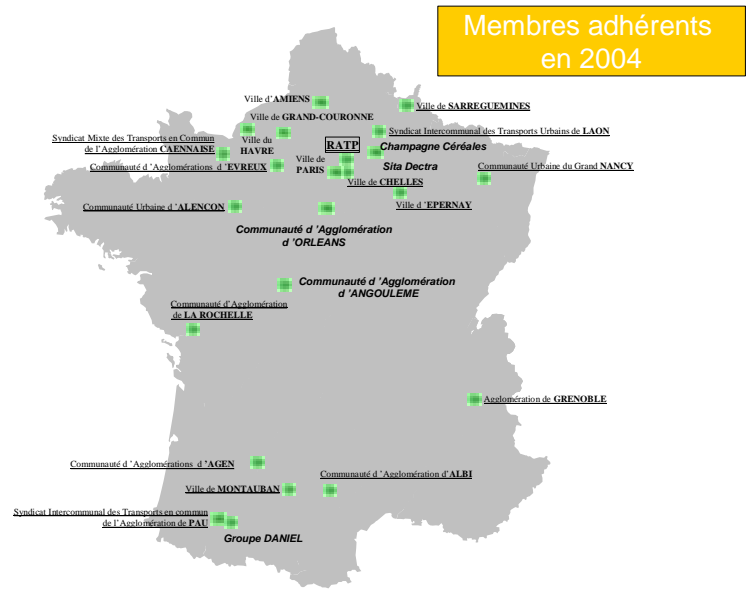 Membres adhérents
en 2004
Ville d’AMIENS
Ville de SARREGUEMINES
Ville de GRAND-COURONNE
Syndicat Intercommunal des Transports Urbains de LAON
Syndicat Mixte des Transports en Commun
de l’Agglomération CAENNAISE
Ville du
HAVRE
RATP
Champagne Céréales
Ville de
PARIS
Sita Dectra
Communauté d’Agglomérations d ’EVREUX
Communauté Urbaine du Grand NANCY
Ville de CHELLES
Communauté Urbaine d’ALENCON
Ville d ’EPERNAY
Communauté d ’Agglomération
d ’ORLEANS
Communauté d ’Agglomération
d ’ANGOULEME
Communauté d’Agglomération
de LA ROCHELLE
Agglomération de GRENOBLE
Communauté d ’Agglomérations d ’AGEN
Communauté d ’Agglomération d’ALBI
Ville de MONTAUBAN
Syndicat Intercommunal des Transports en commun
de l’Agglomération de PAU
Groupe DANIEL